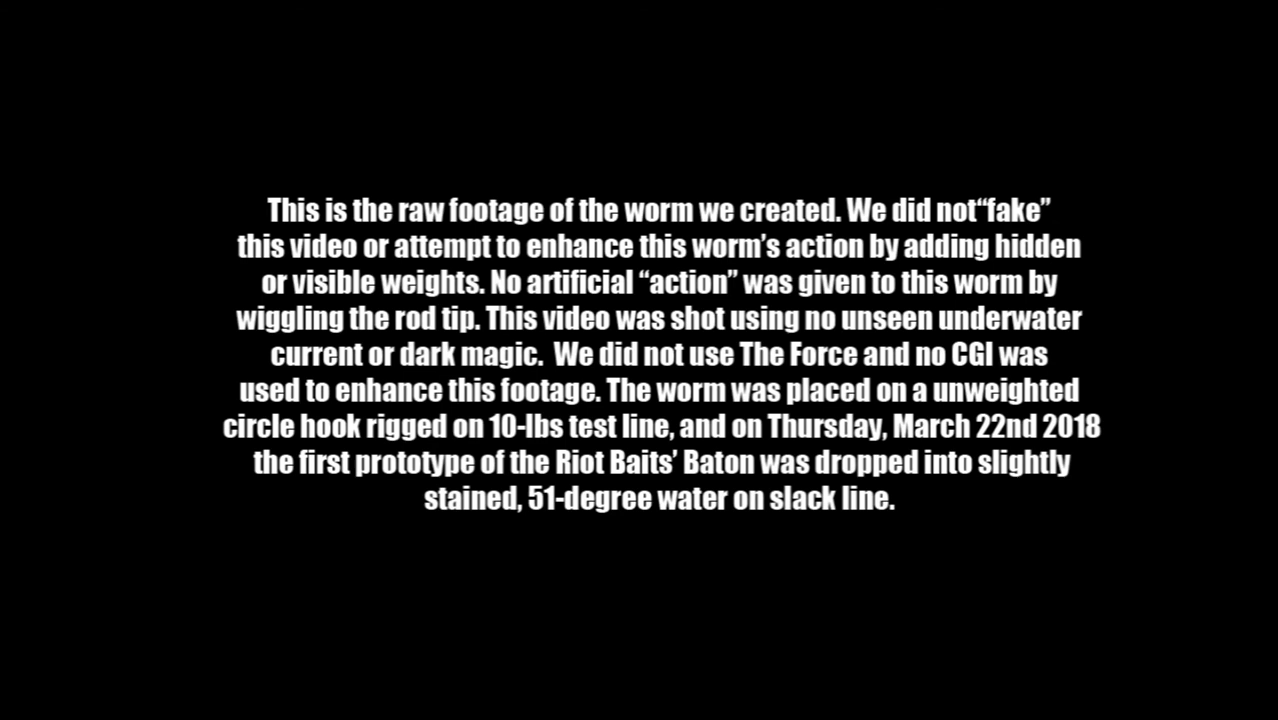 This is the raw footage of the worm we created. We did not“fake”
this video or attempt to enhance this worm’s action by adding hidden
or visible weights. No artificial “action” was given to this worm by
wiggling the rod tip. This video was shot using no unseen underwater
current or dark magic.  We did not use The Force and no CGI was
used to enhance this footage. The worm was placed on a unweighted
circle hook rigged on 10-lbs test line, and on Thursday, March 22nd 2018
the first prototype of the Riot Baits’ Baton was dropped into slightly
stained, 51-degree water on slack line.